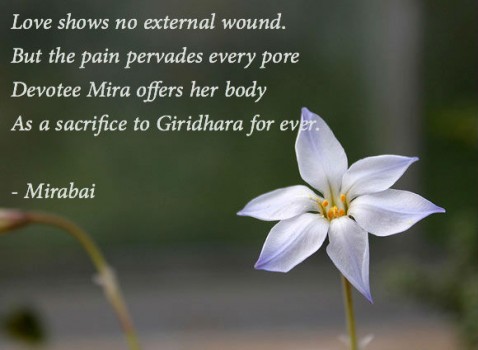 Love shows no external wound.
But the pain pervades every pore
Devotee Mira offers her body
As a sacrifice to Giridhara for ever.
- Mirabai